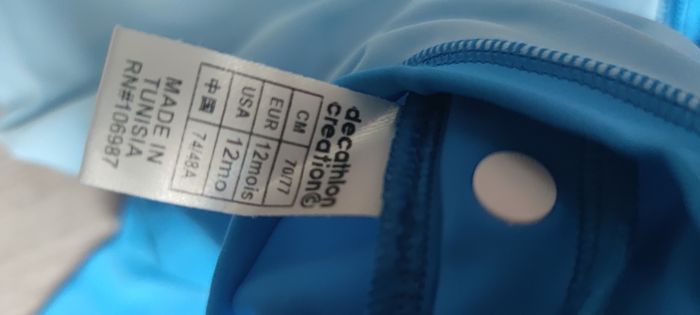 decathlon
creation©
CM 70/77
EUR 12mois
USA 12mo
中国 74/48A
MADE IN
TUNISIA
RN#106987